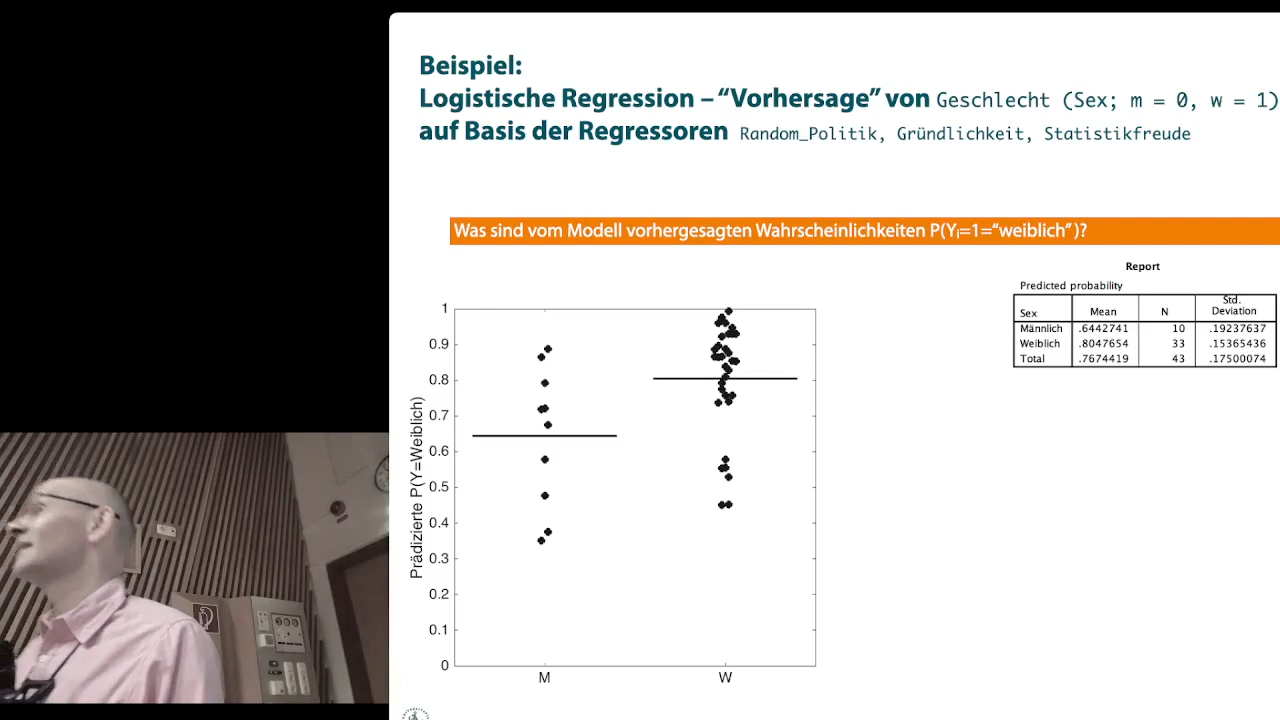 Beispiel:
Logistische Regression – “Vorhersage” von Geschlecht (Sex; m = 0, w = 1)
auf Basis der Regressoren Random_Politik, Gründlichkeit, Statistikfreude
Was sind vom Modell vorhergesagten Wahrscheinlichkeiten P(Yi=1=“weiblich”)?
Report
Predicted probability
Sex Mean N Std. Deviation
Männlich .6442741 10 .19237637
Weiblich .8047654 33 .15365436
Total .7674419 43 .17500074
Prädizierte P(Y=Weiblich)
1
0.9
0.8
0.7
0.6
0.5
0.4
0.3
0.2
0.1
0
M W